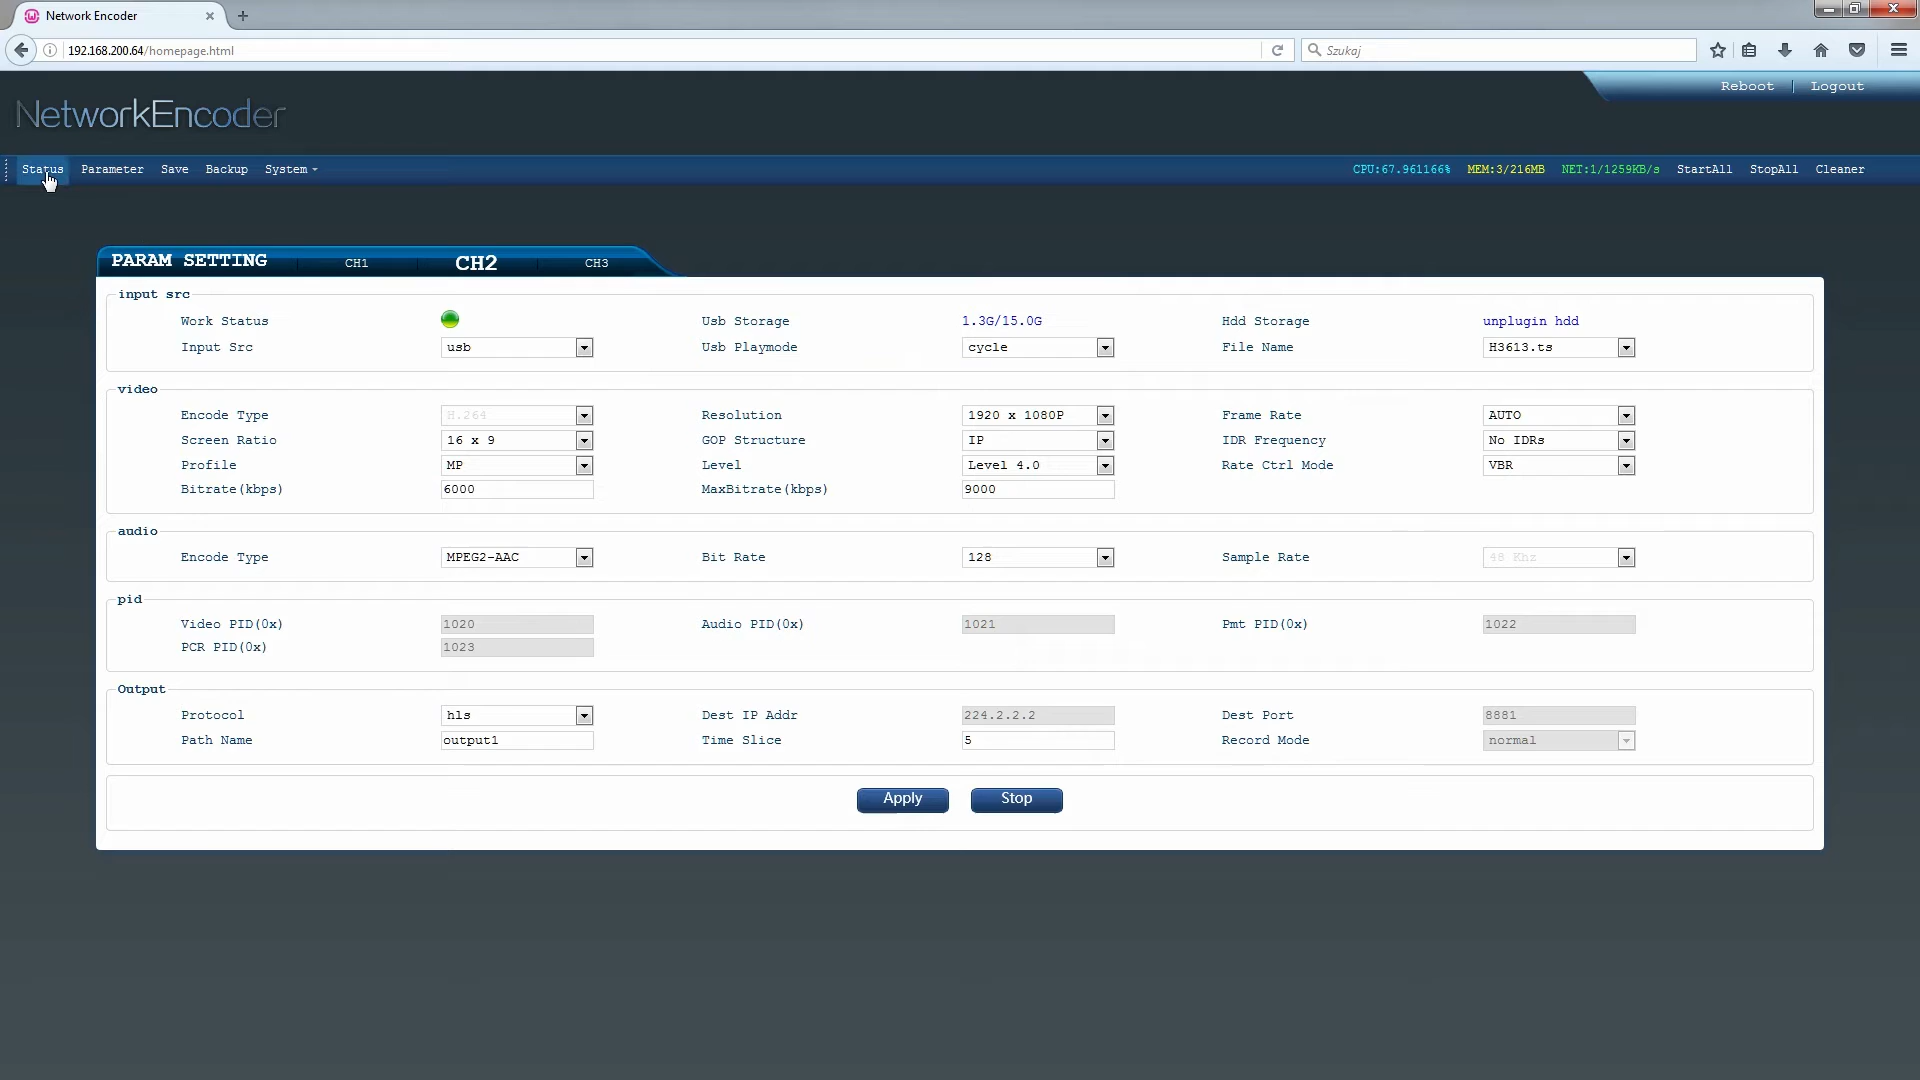 Network Encoder
192.168.200.64/homepage.html
Szukaj
Reboot | Logout
NetworkEncoder
Status Parameter Save Backup System CPU:67.961166% MEM:3/216MB NET:1/1259KB/s StartAll StopAll Cleaner
PARAM SETTING CH1 CH2 CH3
input src
Work Status Usb Storage 1.3G/15.0G Hdd Storage unplugin hdd
Input Src usb Usb Playmode cycle File Name H3613.ts
video
Encode Type H.264 Resolution 1920 x 1080P Frame Rate AUTO
Screen Ratio 16 x 9 GOP Structure IP IDR Frequency No IDRs
Profile MP Level Level 4.0 Rate Ctrl Mode VBR
Bitrate(kbps) 6000 MaxBitrate(kbps) 9000
audio
Encode Type MPEG2-AAC Bit Rate 128 Sample Rate 48 Khz
pid
Video PID(0x) 1020 Audio PID(0x) 1021 Pmt PID(0x) 1022
PCR PID(0x) 1023
Output
Protocol hls Dest IP Addr 224.2.2.2 Dest Port 8881
Path Name output1 Time Slice 5 Record Mode normal
Apply Stop